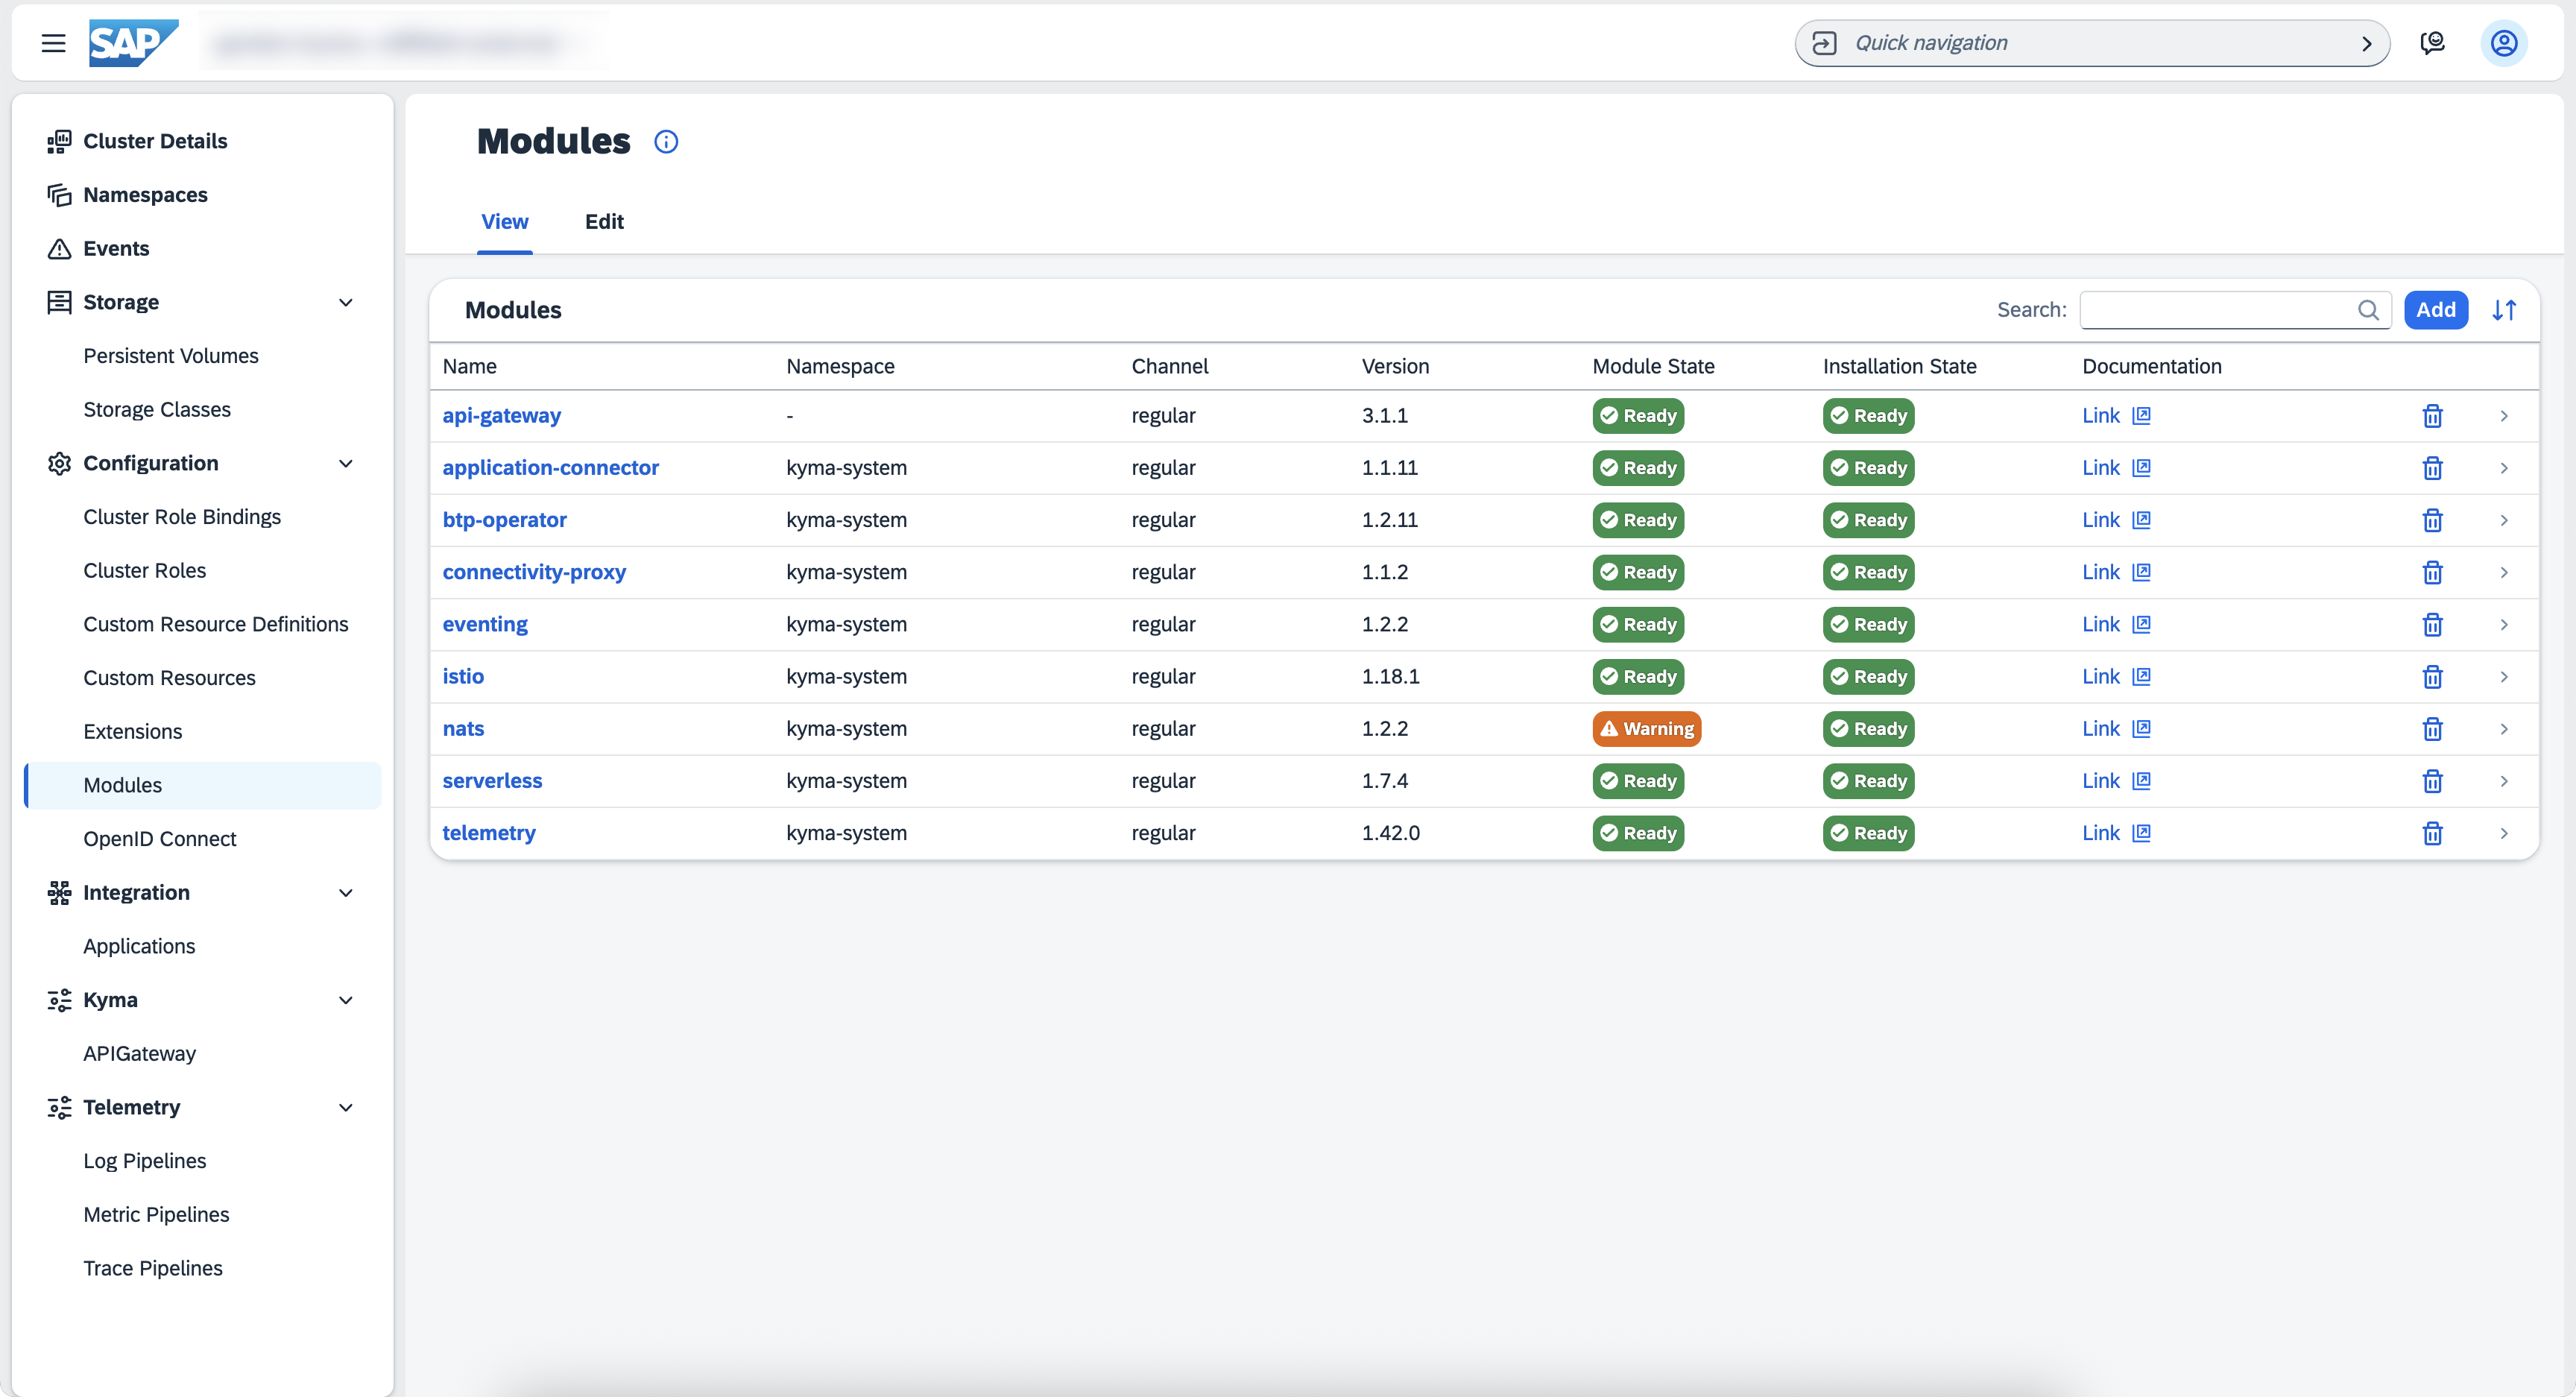 SAP
Quick navigation
Cluster Details
Namespaces
Events
Storage
Persistent Volumes
Storage Classes
Configuration
Cluster Role Bindings
Cluster Roles
Custom Resource Definitions
Custom Resources
Extensions
Modules
OpenID Connect
Integration
Applications
Kyma
APIGateway
Telemetry
Log Pipelines
Metric Pipelines
Trace Pipelines
Modules
View Edit
Modules Search: Add
Name Namespace Channel Version Module State Installation State Documentation
api-gateway - regular 3.1.1 Ready Ready Link
application-connector kyma-system regular 1.1.11 Ready Ready Link
btp-operator kyma-system regular 1.2.11 Ready Ready Link
connectivity-proxy kyma-system regular 1.1.2 Ready Ready Link
eventing kyma-system regular 1.2.2 Ready Ready Link
istio kyma-system regular 1.18.1 Ready Ready Link
nats kyma-system regular 1.2.2 Warning Ready Link
serverless kyma-system regular 1.7.4 Ready Ready Link
telemetry kyma-system regular 1.42.0 Ready Ready Link